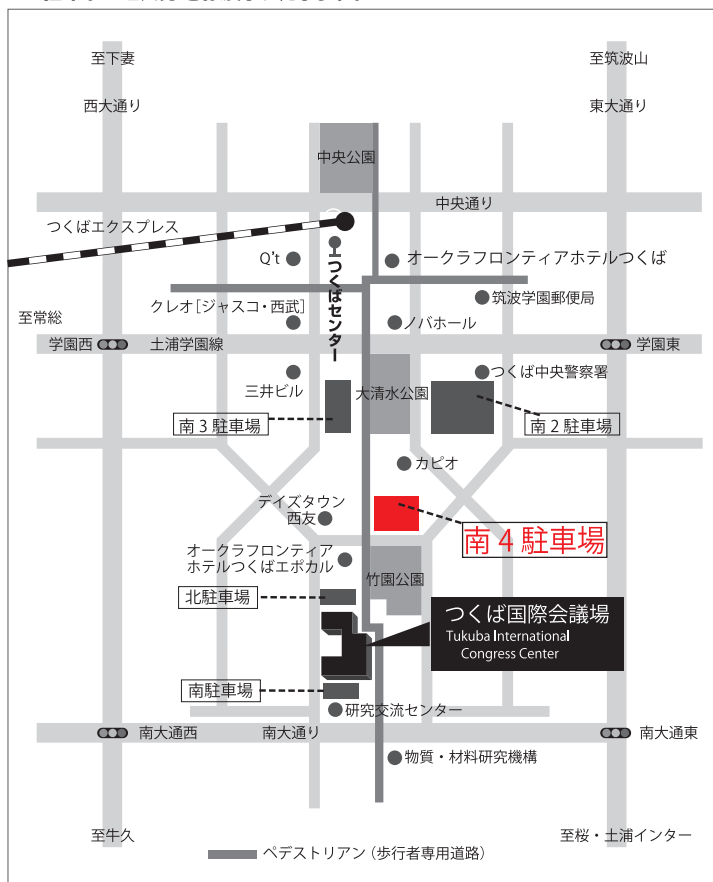 至下妻
至筑波山
西大通り
東大通り
中央公園
中央通り
つくばエクスプレス
Q't
つくばセンター
オークラフロンティアホテルつくば
筑波学園郵便局
クレオ［ジャスコ・西武］
ノバホール
至常総
学園西
土浦学園線
学園東
三井ビル
大清水公園
つくば中央警察署
南3駐車場
南2駐車場
カピオ
デイズタウン
西友
南4駐車場
オークラフロンティア
ホテルつくばエポカル
竹園公園
北駐車場
つくば国際会議場
Tukuba International
Congress Center
南駐車場
研究交流センター
南大通西
南大通り
南大通東
物質・材料研究機構
至牛久
至桜・土浦インター
ペデストリアン（歩行者専用道路）